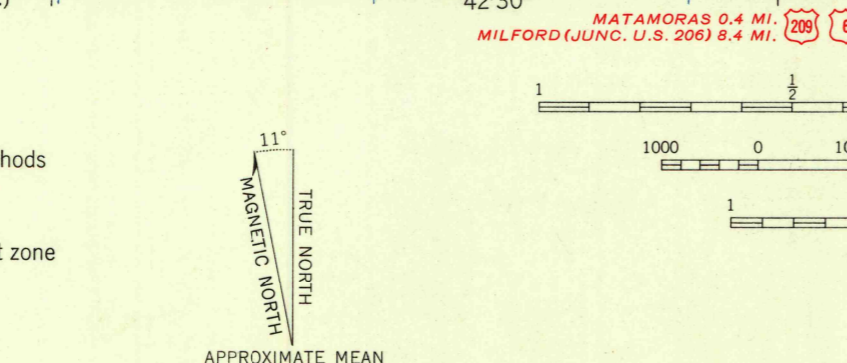 42'30"
MATAMORAS 0.4 MI.
MILFORD (JUNC. U.S. 206) 8.4 MI.
209
6
1
1/2
11°
1000 0
hods
MAGNETIC NORTH
TRUE NORTH
1
t zone
APPROXIMATE MEAN